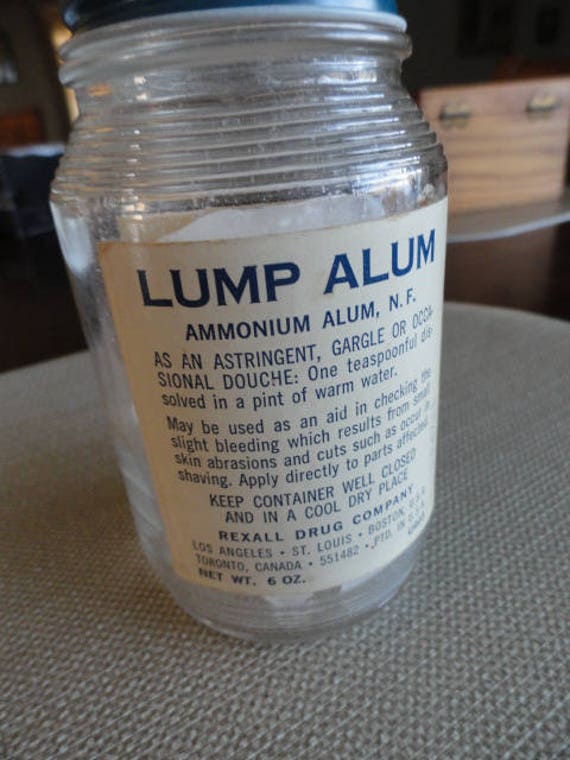 LUMP ALUM
AMMONIUM ALUM, N.F.
AS AN ASTRINGENT, GARGLE OR OCCA-
SIONAL DOUCHE: One teaspoonful dis-
solved in a pint of warm water.
May be used as an aid in checking the
slight bleeding which results from small
skin abrasions and cuts such as occur in
shaving. Apply directly to parts affected.
KEEP CONTAINER WELL CLOSED
AND IN A COOL DRY PLACE
REXALL DRUG COMPANY
LOS ANGELES • ST. LOUIS • BOSTON, U.S.A.
TORONTO, CANADA • 551482 • PTD. IN U.S.A.
NET WT. 6 OZ.